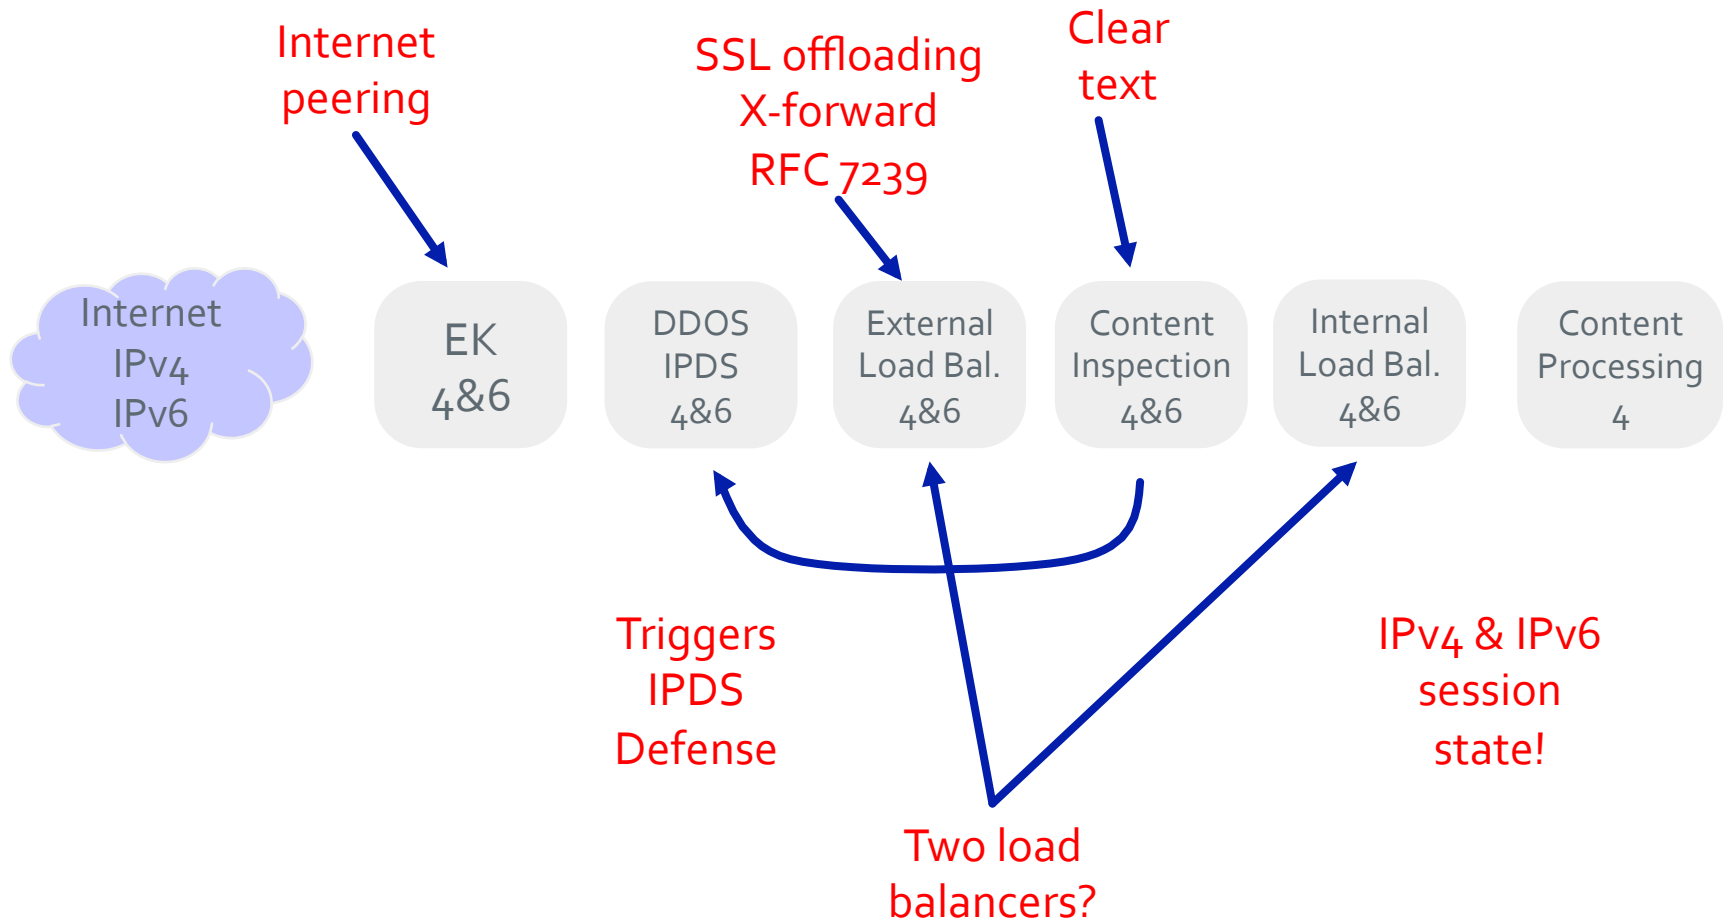 Internet
peering
SSL offloading
X-forward
RFC 7239
Clear
text
Internet
IPv4
IPv6
EK
4&6
DDOS
IPDS
4&6
External
Load Bal.
4&6
Content
Inspection
4&6
Internal
Load Bal.
4&6
Content
Processing
4
Triggers
IPDS
Defense
IPv4 & IPv6
session
state!
Two load
balancers?